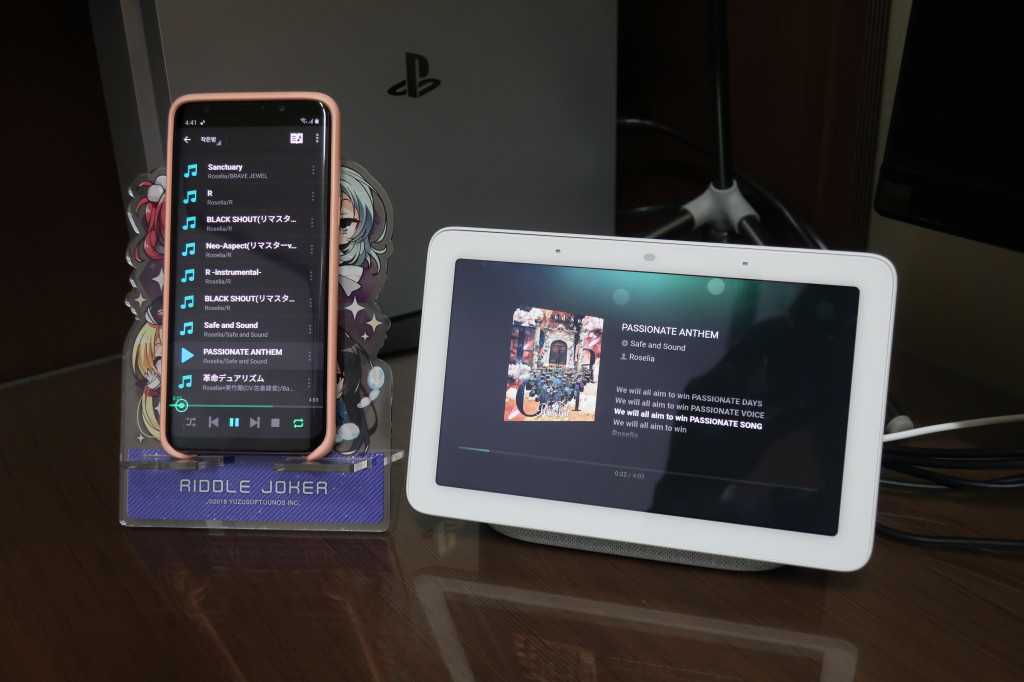 4:41
작은방
Sanctuary
Roselia/BRAVE JEWEL
R
Roselia/R
BLACK SHOUT(リマスタ...
Roselia/R
Neo-Aspect(リマスターv...
Roselia/R
R -instrumental-
Roselia/R
BLACK SHOUT(リマスタ...
Roselia/R
Safe and Sound
Roselia/Safe and Sound
PASSIONATE ANTHEM
Roselia/Safe and Sound
革命デュアリズム
4:03
RIDDLE JOKER
©2018 YUZUSOFT/JUNOS INC.
PASSIONATE ANTHEM
Safe and Sound
Roselia
We will all aim to win PASSIONATE DAYS
We will all aim to win PASSIONATE VOICE
We will all aim to win PASSIONATE SONG
We will all aim to win
Roselia
0:22 / 4:03